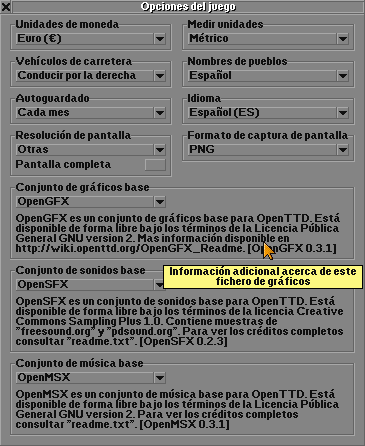 Opciones del juego
Unidades de moneda
Medir unidades
Euro (€)
Métrico
Vehículos de carretera
Nombres de pueblos
Conducir por la derecha
Español
Autoguardado
Idioma
Cada mes
Español (ES)
Resolución de pantalla
Formato de captura de pantalla
Otras
PNG
Pantalla completa
Conjunto de gráficos base
OpenGFX
OpenGFX es un conjunto de gráficos base para OpenTTD. Está
disponible de forma libre bajo los términos de la Licencia Pública
General GNU version 2. Mas información disponible en
http://wiki.openttd.org/OpenGFX_Readme. [OpenGFX 0.3.1]
Conjunto de sonidos base
Información adicional acerca de este
fichero de gráficos
OpenSFX
OpenSFX es un conjunto de sonidos base para OpenTTD. Está
disponible de forma libre bajo los términos de la licencia Creative
Commons Sampling Plus 1.0. Contiene muestras de
"freesound.org" y "pdsound.org". Para ver los créditos completos
consultar "readme.txt". [OpenSFX 0.2.3]
Conjunto de música base
OpenMSX
OpenMSX es un conjunto de música base para OpenTTD. Está
disponible de forma libre bajo los términos de la Licencia Pública
General GNU version 2. Para ver los créditos completos
consultar "readme.txt". [OpenMSX 0.3.1]